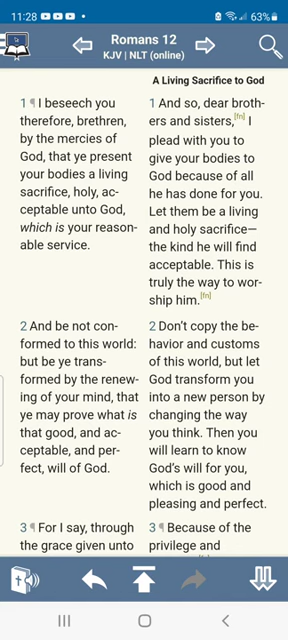 11:28
63%
Romans 12
KJV | NLT (online)
A Living Sacrifice to God
1 ¶ I beseech you
therefore, brethren,
by the mercies of
God, that ye present
your bodies a living
sacrifice, holy, ac-
ceptable unto God,
which is your reason-
able service.
1 And so, dear broth-
ers and sisters,[fn] I
plead with you to
give your bodies to
God because of all
he has done for you.
Let them be a living
and holy sacrifice—
the kind he will find
acceptable. This is
truly the way to wor-
ship him.[fn]
2 And be not con-
formed to this world:
but be ye trans-
formed by the renew-
ing of your mind, that
ye may prove what is
that good, and ac-
ceptable, and per-
fect, will of God.
2 Don’t copy the be-
havior and customs
of this world, but let
God transform you
into a new person by
changing the way
you think. Then you
will learn to know
God’s will for you,
which is good and
pleasing and perfect.
3 ¶ For I say, through
the grace given unto
3 ¶ Because of the
privilege and